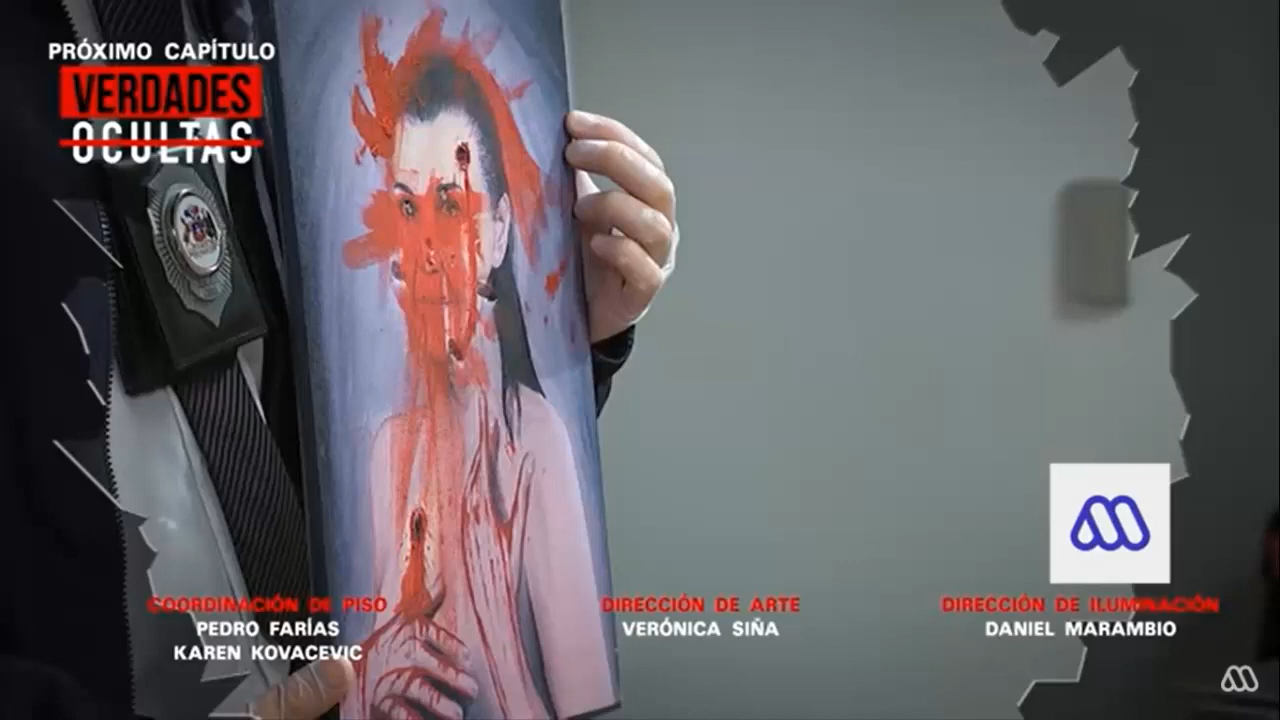 PRÓXIMO CAPÍTULO
VERDADES
OCULTAS
COORDINACIÓN DE PISO
PEDRO FARÍAS
KAREN KOVACEVIC
DIRECCIÓN DE ARTE
VERÓNICA SIÑA
DIRECCIÓN DE ILUMINACIÓN
DANIEL MARAMBIO